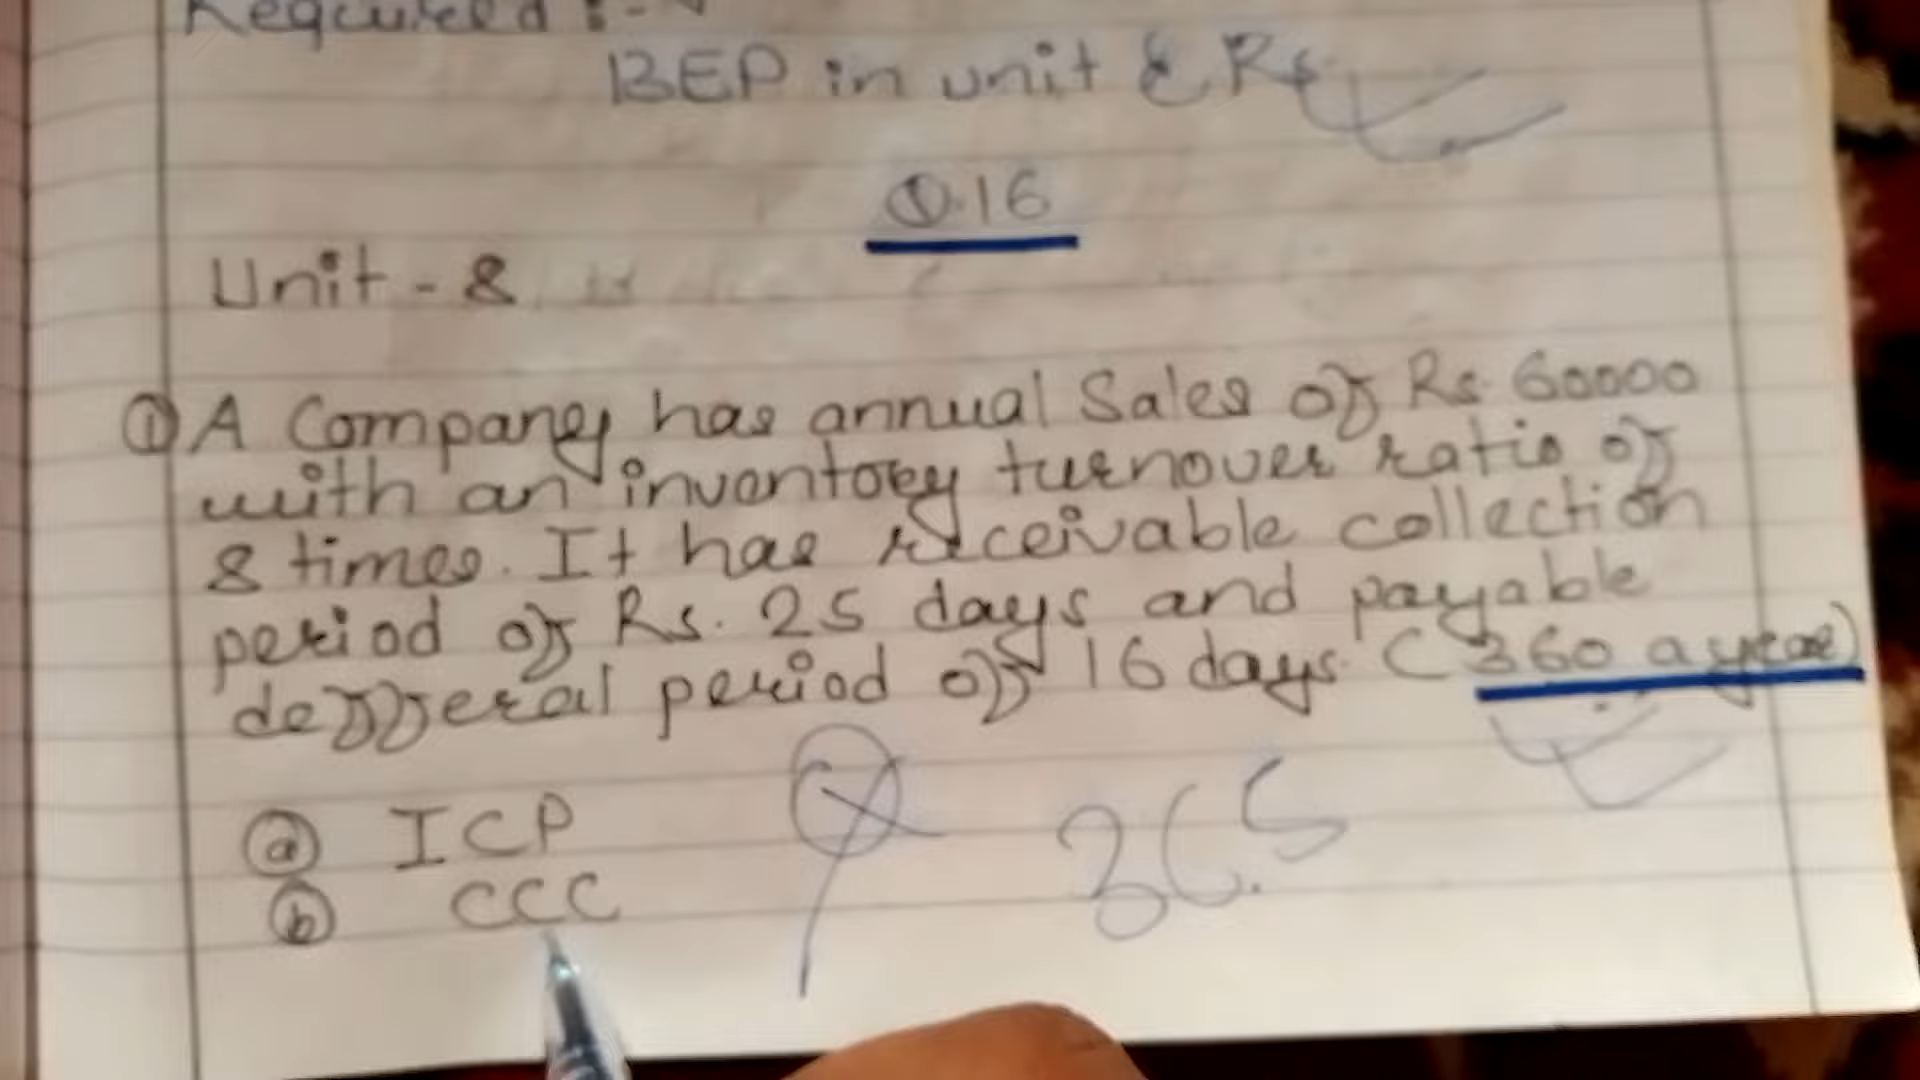 Required :-
BEP in unit & Rs
Q.16
Unit - 8
① A Company has annual Sales of Rs. 60000
with an inventory turnover ratio of
8 times. It has receivable collection
period of Rs. 25 days and payable
defferal period of 16 days. (360 a year)
ⓐ ICP
365
ⓑ CCC